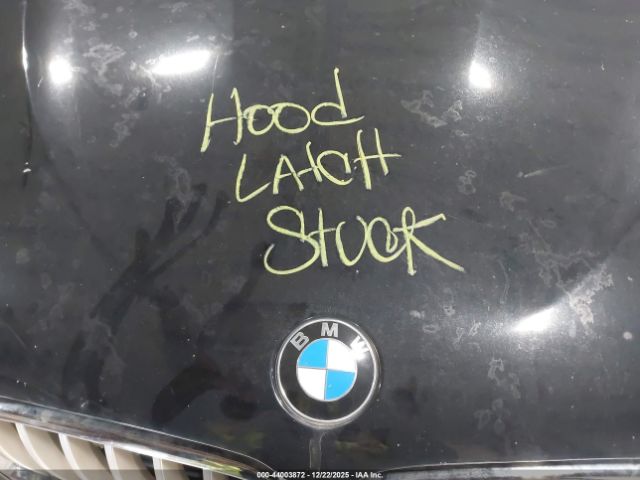 HOOD
LATCH
STUCK
BMW
000-44003872 - 12/22/2025 - IAA Inc.